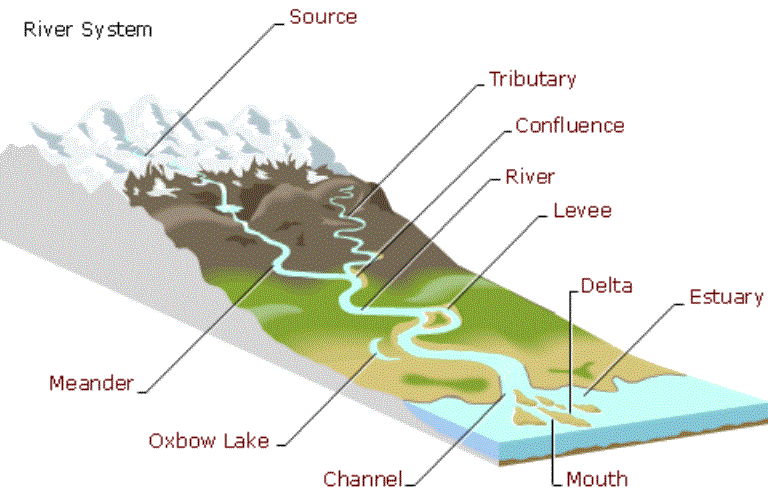 River System
Source
Tributary
Confluence
River
Levee
Delta
Estuary
Meander
Oxbow Lake
Channel
Mouth